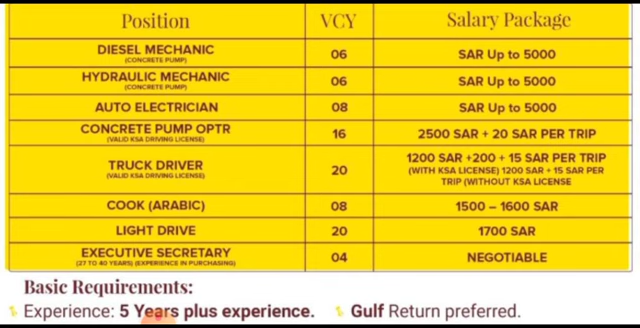 Position VCY Salary Package
DIESEL MECHANIC
(CONCRETE PUMP)
06 SAR Up to 5000
HYDRAULIC MECHANIC
(CONCRETE PUMP)
06 SAR Up to 5000
AUTO ELECTRICIAN 08 SAR Up to 5000
CONCRETE PUMP OPTR
(VALID KSA DRIVING LICENSE)
16 2500 SAR + 20 SAR PER TRIP
TRUCK DRIVER
(VALID KSA DRIVING LICENSE)
20
1200 SAR +200 + 15 SAR PER TRIP
(WITH KSA LICENSE) 1200 SAR + 15 SAR PER
TRIP (WITHOUT KSA LICENSE
COOK (ARABIC) 08 1500 – 1600 SAR
LIGHT DRIVE 20 1700 SAR
EXECUTIVE SECRETARY
(27 TO 40 YEARS) (EXPERIENCE IN PURCHASING)
04 NEGOTIABLE
Basic Requirements:
Experience: 5 Years plus experience. Gulf Return preferred.